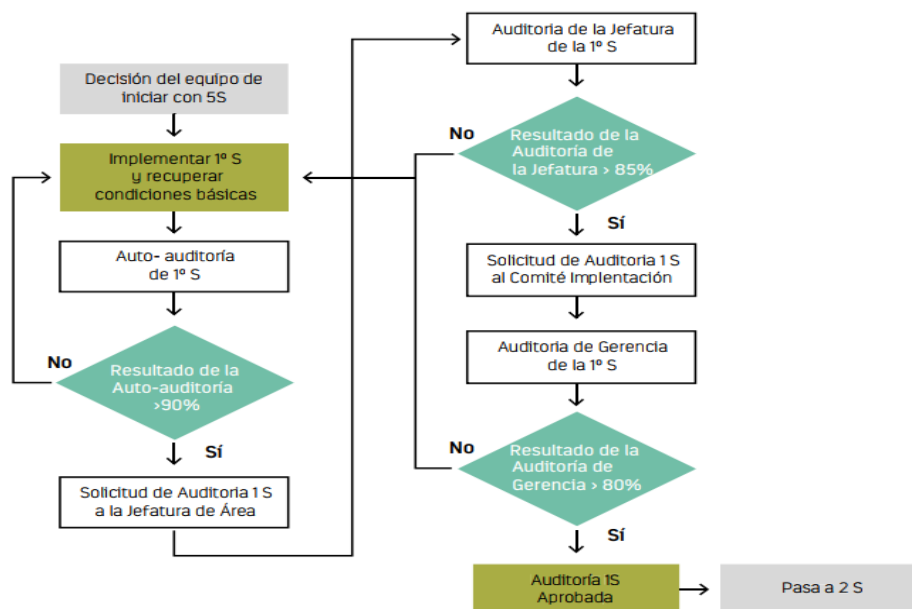 Decisión del equipo de
iniciar con 5S
Implementar 1º S
y recuperar
condiciones básicas
Auto- auditoría
de 1º S
No
Resultado de la
Auto-auditoría
>90%
Sí
Solicitud de Auditoria 1 S
a la Jefatura de Área
Auditoria de la Jefatura
de la 1º S
No
Resultado de la
Auditoría de
la Jefatura > 85%
Sí
Solicitud de Auditoria 1 S
al Comité Implentación
Auditoria de Gerencia
de la 1º S
No
Resultado de la
Auditoría de
Gerencia > 80%
Sí
Auditoría 1S
Aprobada
Pasa a 2 S